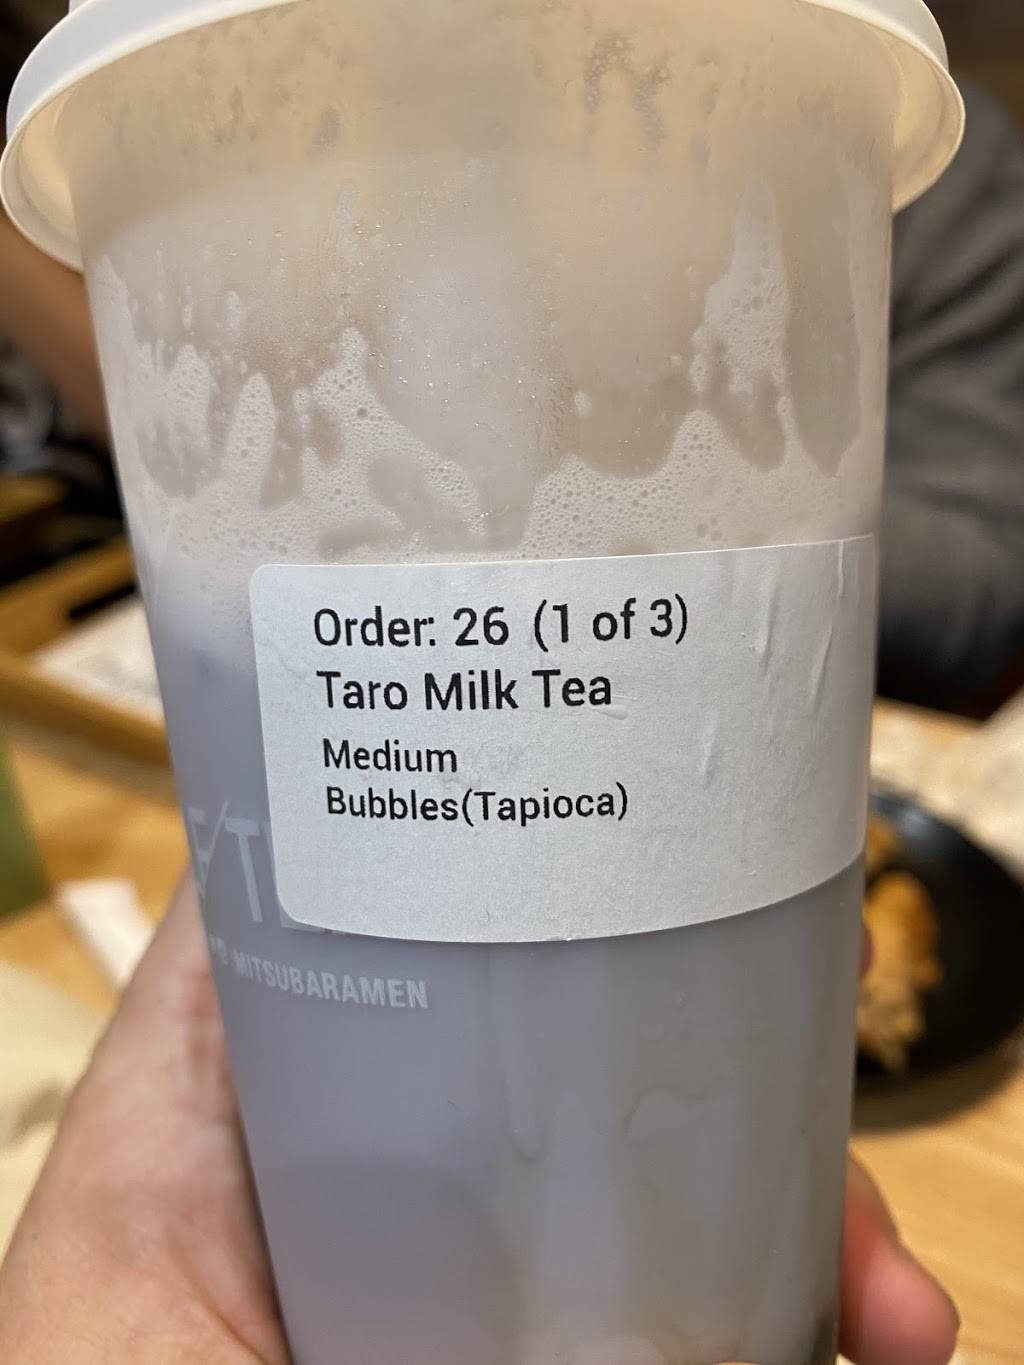 Order: 26 (1 of 3)
Taro Milk Tea
Medium
Bubbles(Tapioca)
MITSUBARAMEN